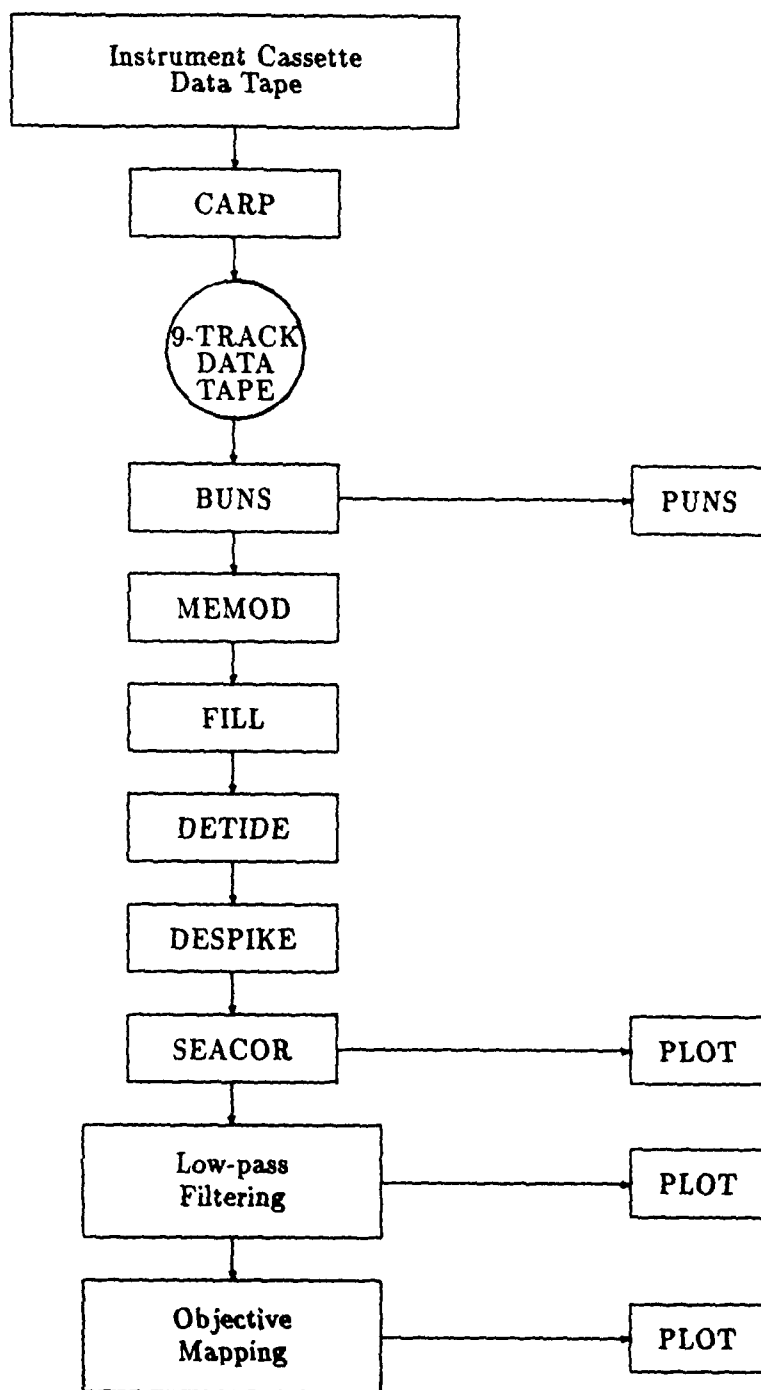 Instrument Cassette
Data Tape
CARP
9-TRACK
DATA
TAPE
BUNS
PUNS
MEMOD
FILL
DETIDE
DESPIKE
SEACOR
PLOT
Low-pass
Filtering
PLOT
Objective
Mapping
PLOT